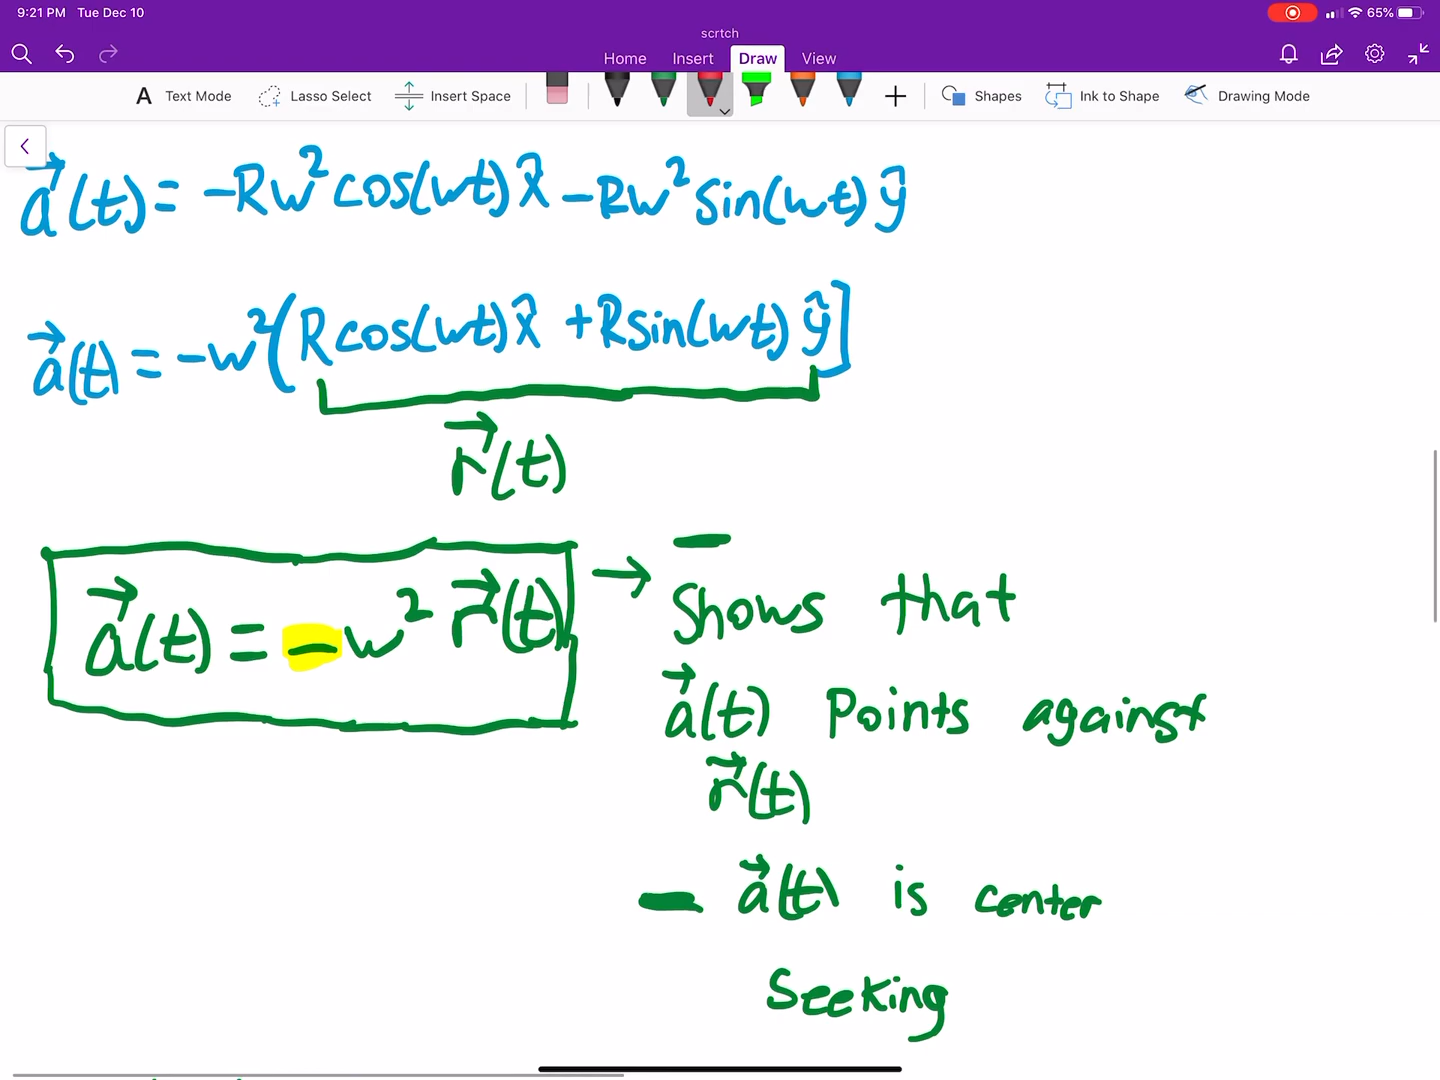 9:21 PM Tue Dec 10
65%
scrtch
Home Insert Draw View
A Text Mode Lasso Select Insert Space + Shapes Ink to Shape Drawing Mode
a⃗(t) = -Rw² cos(wt) x̂ - Rw² sin(wt) ŷ
a⃗(t) = -w² (R cos(wt) x̂ + R sin(wt) ŷ]
r⃗(t)
a⃗(t) = - w² r⃗(t) → -
Shows that
a⃗(t) Points against
r⃗(t)
- a⃗(t) is center
Seeking